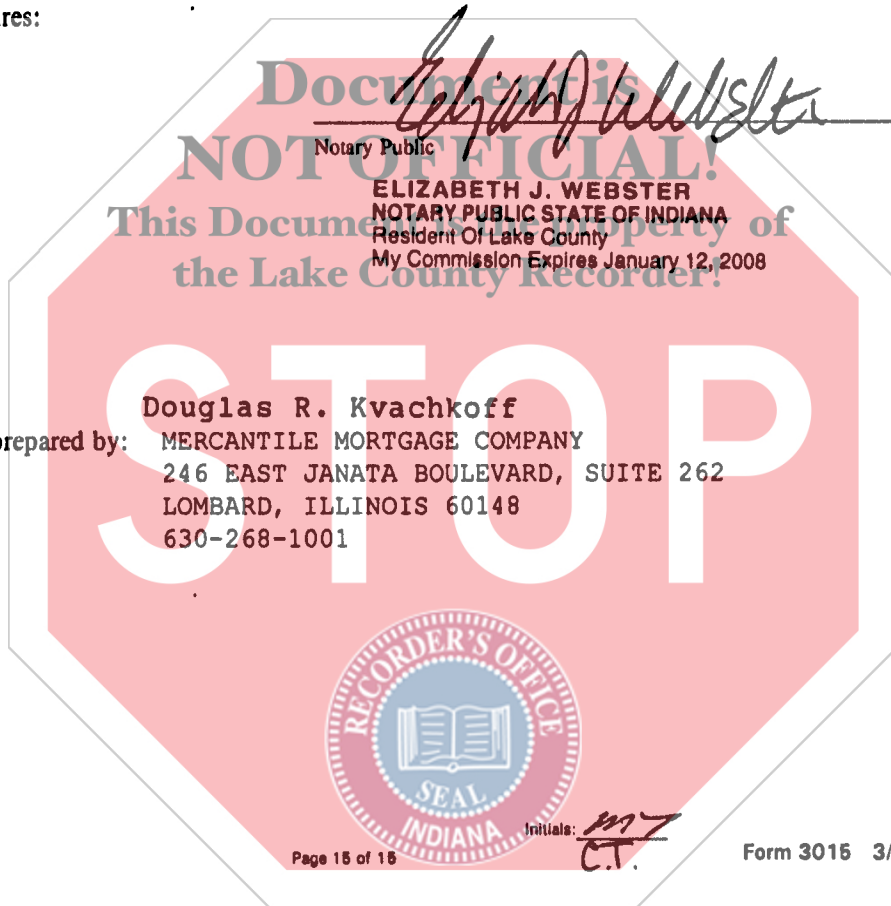 res:
Document is
NOT OFFICIAL!
This Document is the property of
the Lake County Recorder!
Elizabeth J Webster
Notary Public
ELIZABETH J. WEBSTER
NOTARY PUBLIC STATE OF INDIANA
Resident Of Lake County
My Commission Expires January 12, 2008
STOP
Douglas R. Kvachkoff
prepared by: MERCANTILE MORTGAGE COMPANY
246 EAST JANATA BOULEVARD, SUITE 262
LOMBARD, ILLINOIS 60148
630-268-1001
RECORDER'S OFFICE
SEAL
INDIANA
Initials:
C.T.
Page 15 of 15
Form 3015 3/